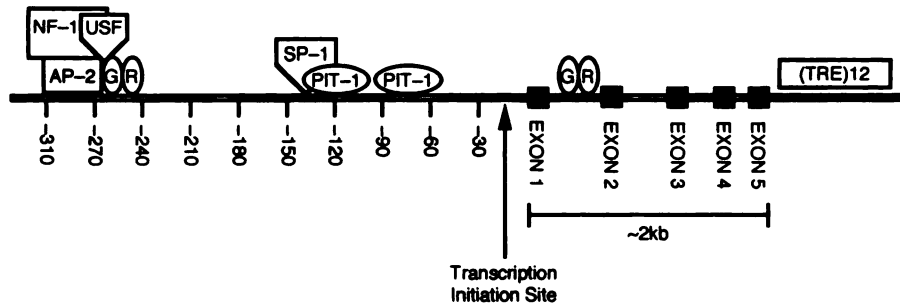 NF–1
USF
AP–2
G
R
SP–1
PIT–1
PIT–1
G
R
(TRE)12
–310
–270
–240
–210
–180
–150
–120
–90
–60
–30
EXON 1
EXON 2
EXON 3
EXON 4
EXON 5
~2kb
Transcription
Initiation Site